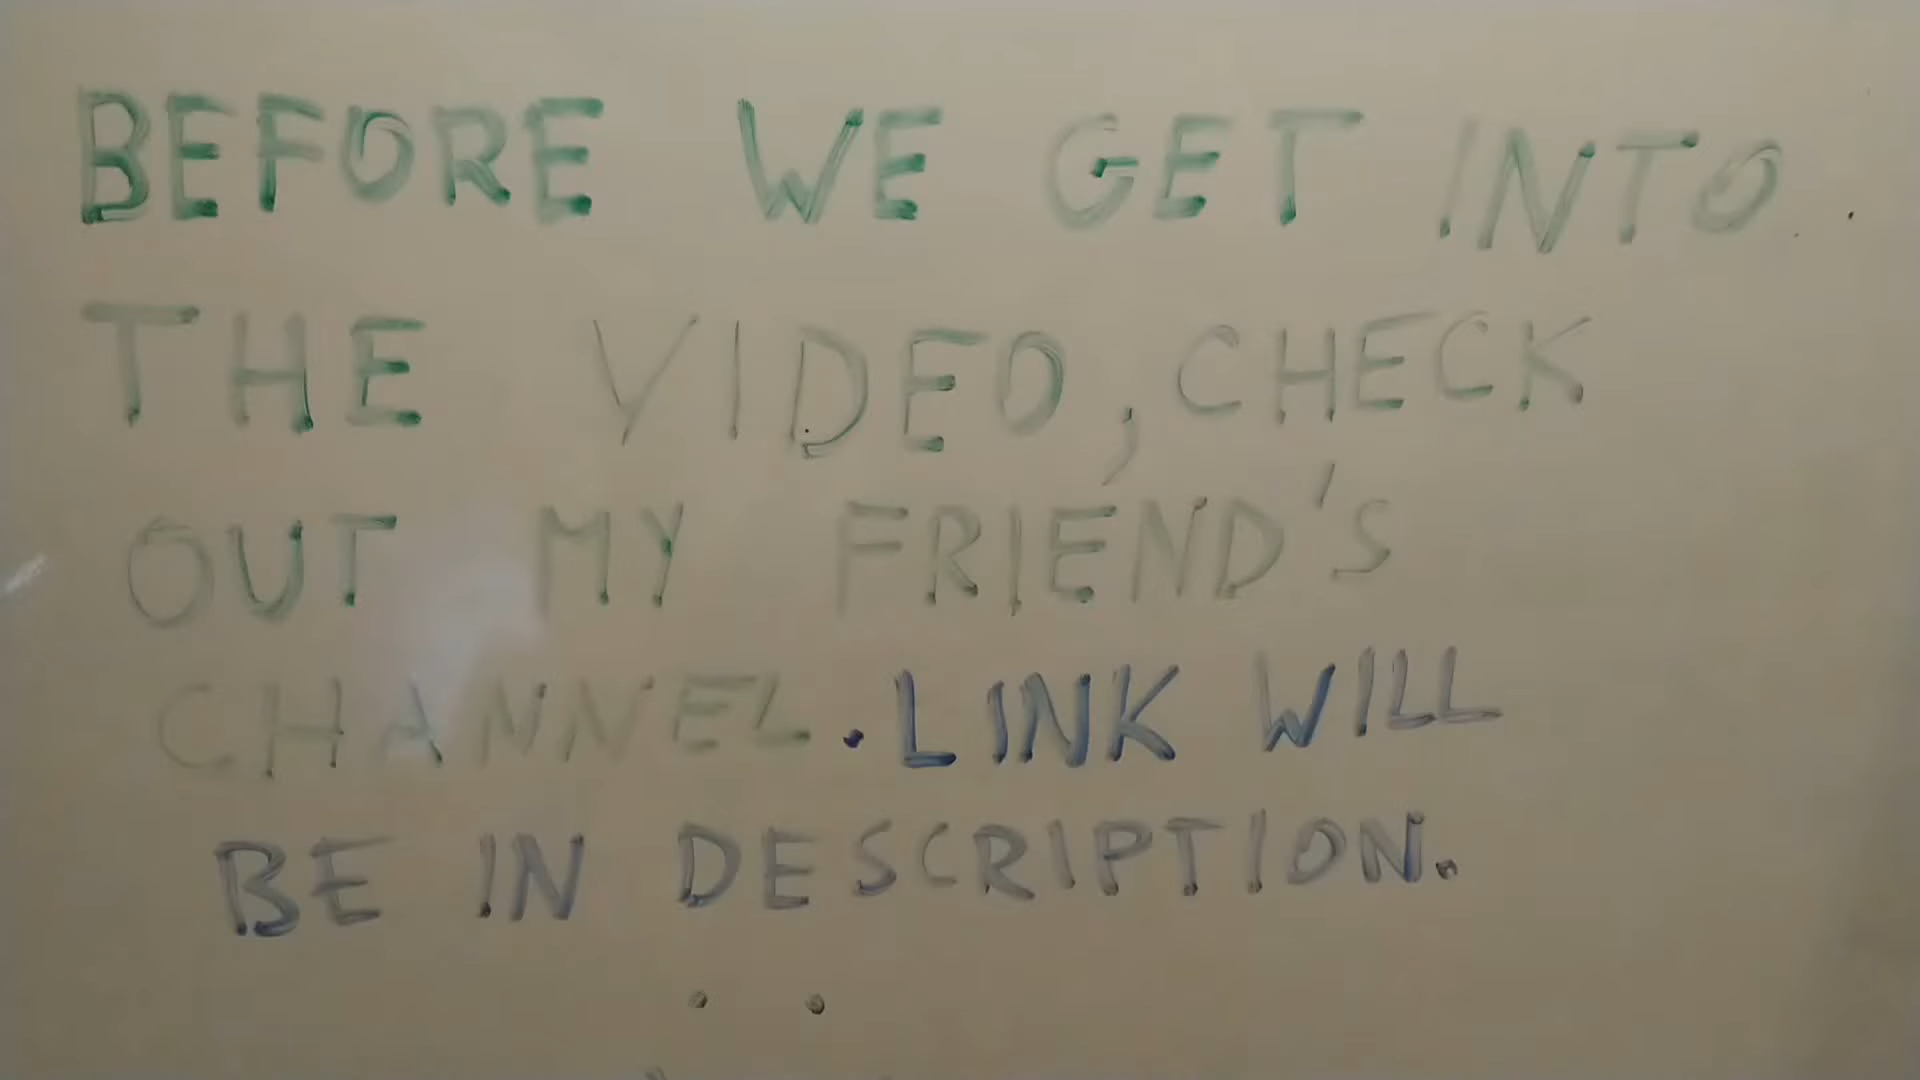 BEFORE WE GET INTO
THE VIDEO, CHECK
OUT MY FRIEND'S
CHANNEL. LINK WILL
BE IN DESCRIPTION.